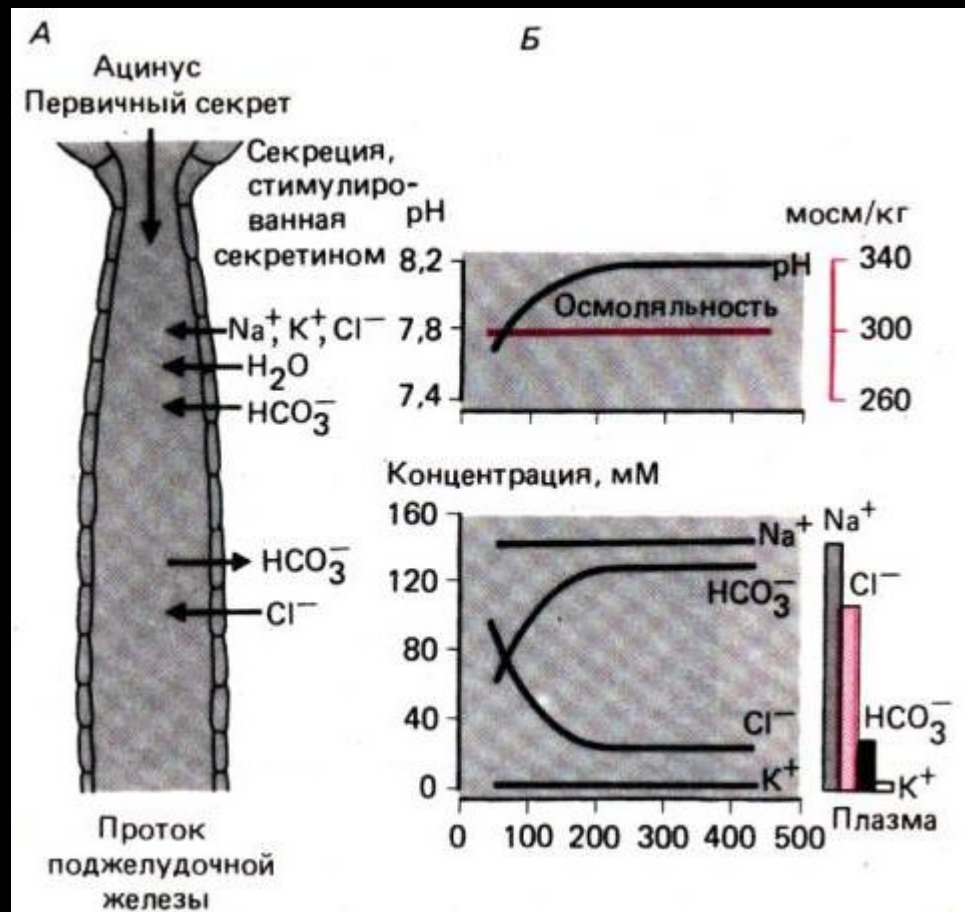 А
Ацинус
Первичный секрет
Секреция,
стимулиро-
ванная
секретином
Na⁺, K⁺, Cl⁻
H₂O
HCO₃⁻
HCO₃⁻
Cl⁻
Проток
поджелудочной
железы
Б
pH
мосм/кг
8,2
7,8
7,4
pH
Осмоляльность
340
300
260
Концентрация, мМ
160
120
80
40
0
Na⁺
HCO₃⁻
Cl⁻
K⁺
0 100 200 300 400 500
Na⁺
Cl⁻
HCO₃⁻
K⁺
Плазма